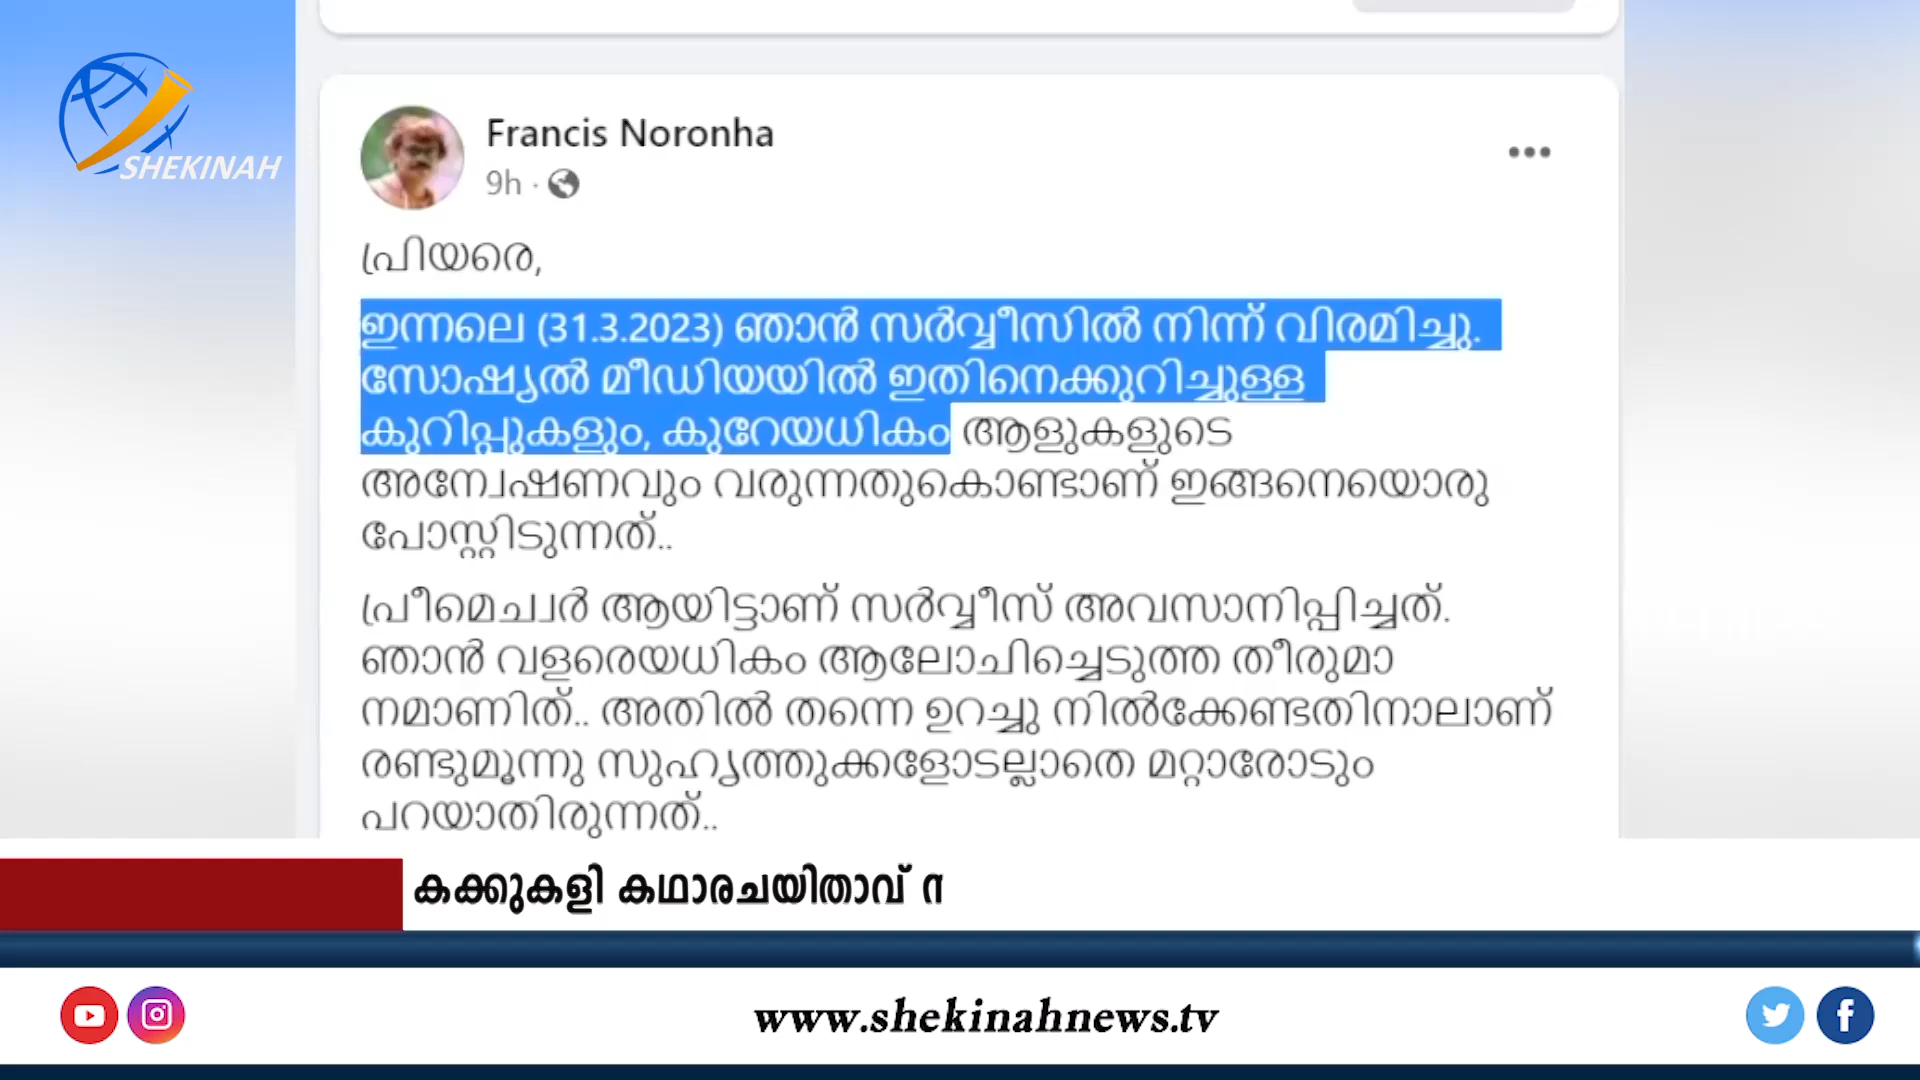 SHEKINAH
Francis Noronha
9h ·
പ്രിയരെ,
ഇന്നലെ (31.3.2023) ഞാൻ സർവ്വീസിൽ നിന്ന് വിരമിച്ചു.
സോഷ്യൽ മീഡിയയിൽ ഇതിനെക്കുറിച്ചുള്ള
കുറിപ്പുകളും, കുറേയധികം ആളുകളുടെ
അന്വേഷണവും വരുന്നതുകൊണ്ടാണ് ഇങ്ങനെയൊരു
പോസ്റ്റിടുന്നത്..
പ്രീമെച്വർ ആയിട്ടാണ് സർവ്വീസ് അവസാനിപ്പിച്ചത്.
ഞാൻ വളരെയധികം ആലോചിച്ചെടുത്ത തീരുമാ
നമാണിത്.. അതിൽ തന്നെ ഉറച്ചു നിൽക്കേണ്ടതിനാലാണ്
രണ്ടുമൂന്നു സുഹൃത്തുക്കളോടല്ലാതെ മറ്റാരോടും
പറയാതിരുന്നത്..
കക്കുകളി കഥാരചയിതാവ്
www.shekinahnews.tv